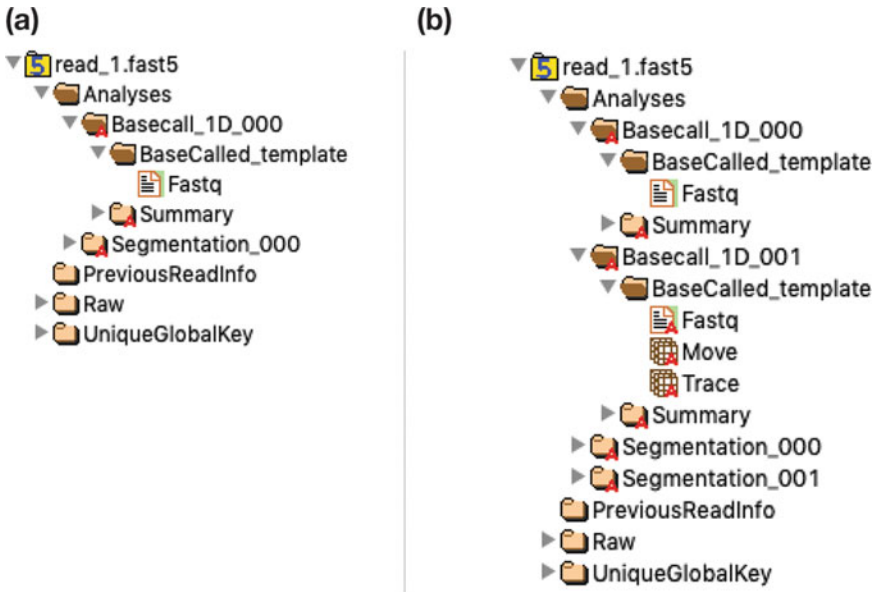 (a)
read_1.fast5
Analyses
Basecall_1D_000
BaseCalled_template
Fastq
Summary
Segmentation_000
PreviousReadInfo
Raw
UniqueGlobalKey
(b)
read_1.fast5
Analyses
Basecall_1D_000
BaseCalled_template
Fastq
Summary
Basecall_1D_001
BaseCalled_template
Fastq
Move
Trace
Summary
Segmentation_000
Segmentation_001
PreviousReadInfo
Raw
UniqueGlobalKey